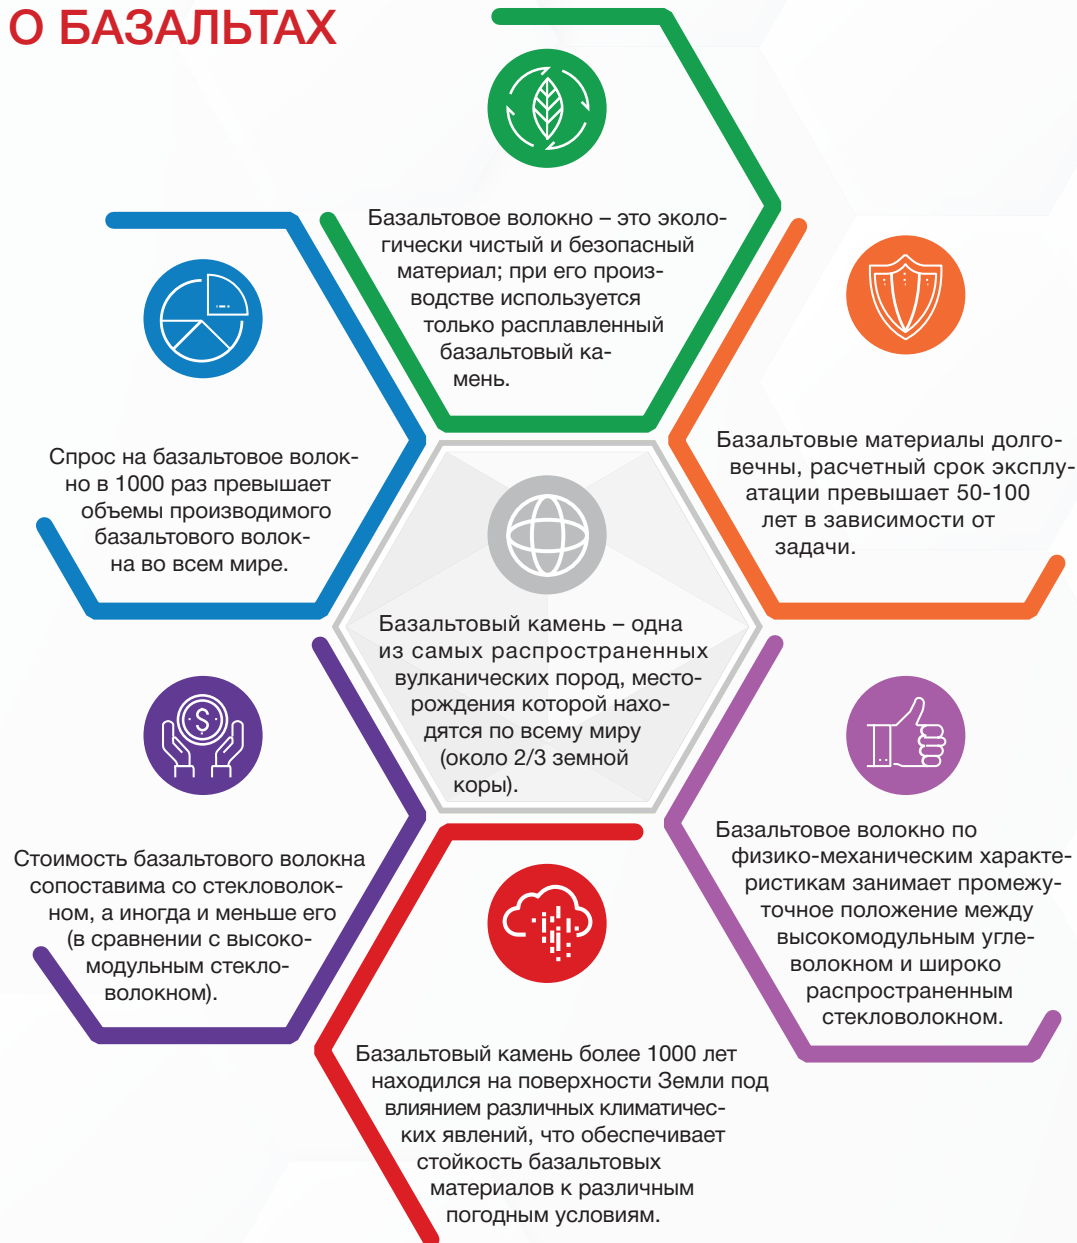 О БАЗАЛЬТАХ
Базальтовое волокно – это эколо-
гически чистый и безопасный
материал; при его произ-
водстве используется
только расплавленный
базальтовый ка-
мень.
Спрос на базальтовое волок-
но в 1000 раз превышает
объемы производимого
базальтового волок-
на во всем мире.
Базальтовые материалы долго-
вечны, расчетный срок эксплу-
атации превышает 50-100
лет в зависимости от
задачи.
Базальтовый камень – одна
из самых распространенных
вулканических пород, место-
рождения которой нахо-
дятся по всему миру
(около 2/3 земной
коры).
Стоимость базальтового волокна
сопоставима со стекловолок-
ном, а иногда и меньше его
(в сравнении с высоко-
модульным стекло-
волокном).
Базальтовое волокно по
физико-механическим характе-
ристикам занимает промежу-
точное положение между
высокомодульным угле-
волокном и широко
распространенным
стекловолокном.
Базальтовый камень более 1000 лет
находился на поверхности Земли под
влиянием различных климатичес-
ких явлений, что обеспечивает
стойкость базальтовых
материалов к различным
погодным условиям.